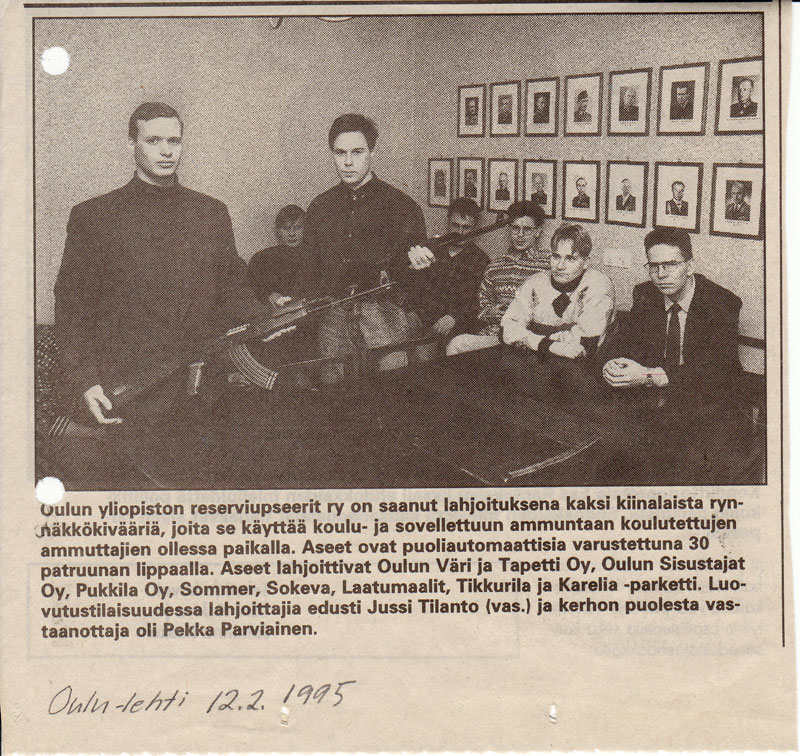 Oulun yliopiston reserviupseerit ry on saanut lahjoituksena kaksi kiinalaista ryn-
näkkökivääriä, joita se käyttää koulu- ja sovellettuun ammuntaan koulutettujen
ammuttajien ollessa paikalla. Aseet ovat puoliautomaattisia varustettuna 30
patruunan lippaalla. Aseet lahjoittivat Oulun Väri ja Tapetti Oy, Oulun Sisustajat
Oy, Pukkila Oy, Sommer, Sokeva, Laatumaalit, Tikkurila ja Karelia -parketti. Luo-
vutustilaisuudessa lahjoittajia edusti Jussi Tilanto (vas.) ja kerhon puolesta vas-
taanottaja oli Pekka Parviainen.
Oulu-lehti 12.2. 1995